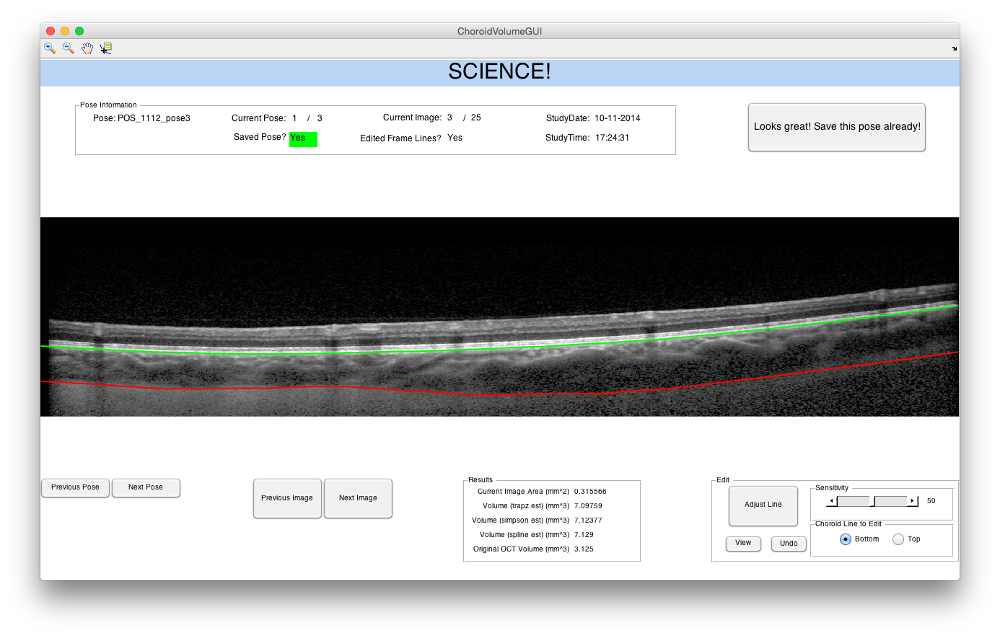 ChoroidVolumeGUI
SCIENCE!
Pose Information
Pose: POS_1112_pose3 Current Pose: 1 / 3 Current Image: 3 / 25 StudyDate: 10-11-2014
Saved Pose? Yes Edited Frame Lines? Yes StudyTime: 17:24:31
Looks great! Save this pose already!
Previous Pose Next Pose
Previous Image Next Image
Results
Current Image Area (mm^2) 0.315566
Volume (trapz est) (mm^3) 7.09759
Volume (simpson est) (mm^3) 7.12377
Volume (spline est) (mm^3) 7.129
Original OCT Volume (mm^3) 3.125
Edit
Adjust Line
View Undo
Sensitivity
50
Choroid Line to Edit
Bottom Top